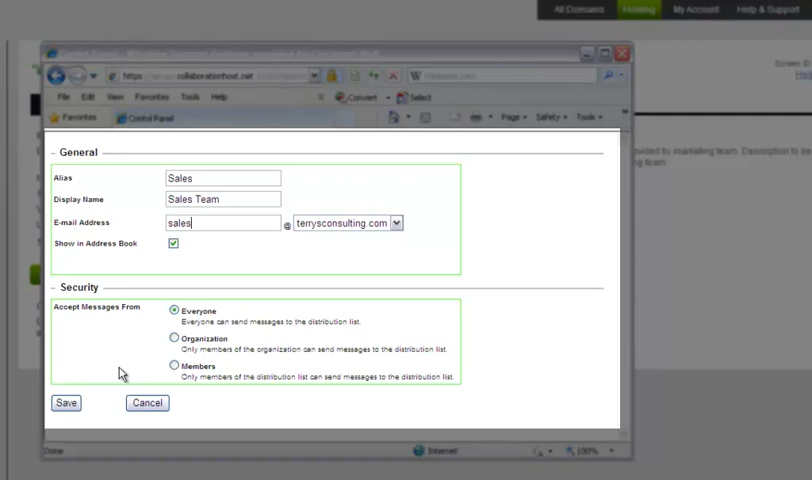 All Domains Hosting My Account Help & Support
Screen ID
File Edit View Favorites Tools Help Convert Select
Favorites Control Panel Page Safety Tools
General
Alias Sales
Display Name Sales Team
E-mail Address sales @ terrysconsulting.com
Show in Address Book
Security
Accept Messages From Everyone
Everyone can send messages to the distribution list.
Organization
Only members of the organization can send messages to the distribution list.
Members
Only members of the distribution list can send messages to the distribution list.
Save Cancel
Done Internet 100%